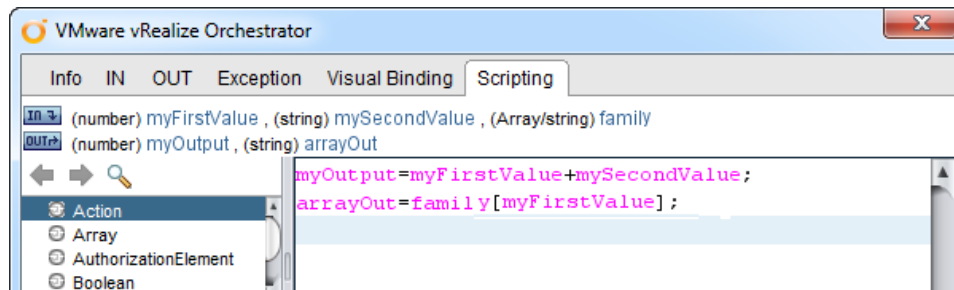 VMware vRealize Orchestrator
Info IN OUT Exception Visual Binding Scripting
IN (number) myFirstValue , (string) mySecondValue , (Array/string) family
OUT (number) myOutput , (string) arrayOut
myOutput=myFirstValue+mySecondValue;
arrayOut=family[myFirstValue];
Action
Array
AuthorizationElement
Boolean